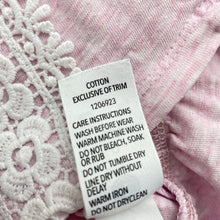 COTTON
EXCLUSIVE OF TRIM
1206923
CARE INSTRUCTIONS
WASH BEFORE WEAR
WARM MACHINE WASH
DO NOT BLEACH, SOAK
OR RUB
DO NOT TUMBLE DRY
LINE DRY WITHOUT
DELAY
WARM IRON
DO NOT DRYCLEAN